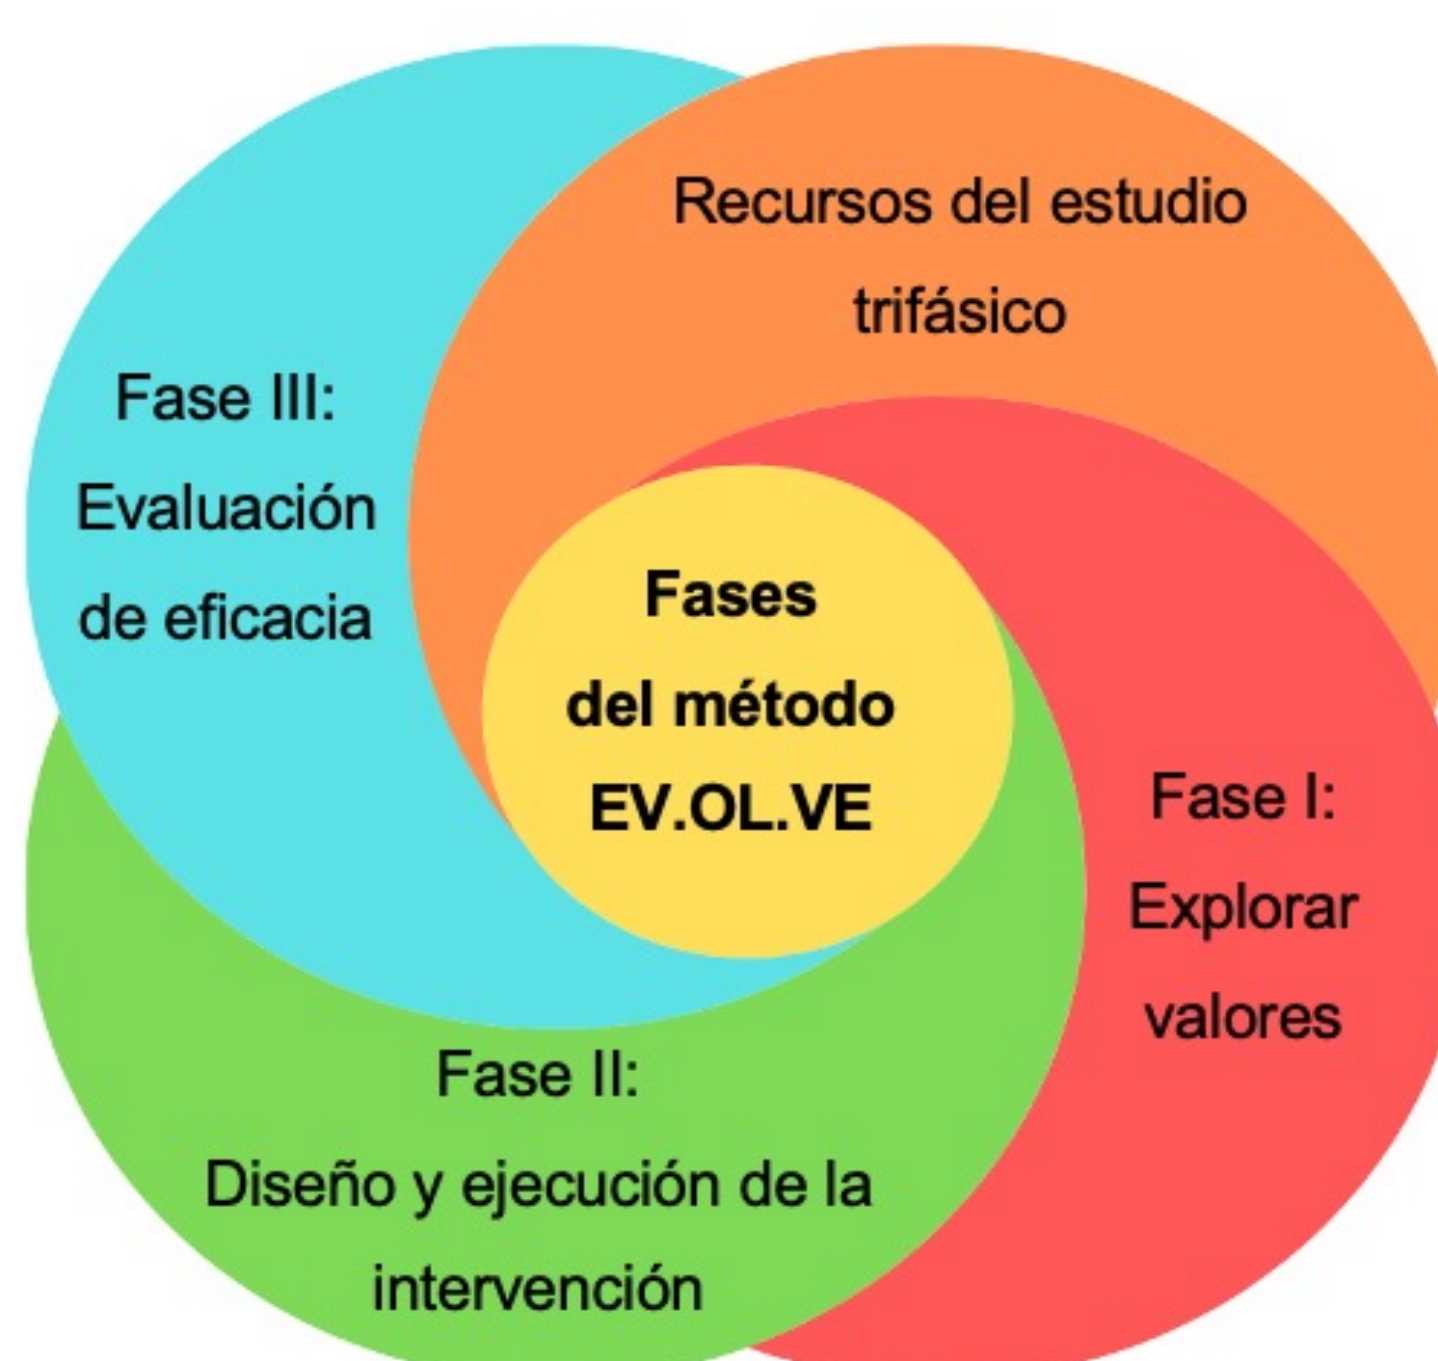 Recursos del estudio
trifásico
Fase III:
Evaluación
de eficacia
Fases
del método
EV.OL.VE
Fase I:
Explorar
valores
Fase II:
Diseño y ejecución de la
intervención